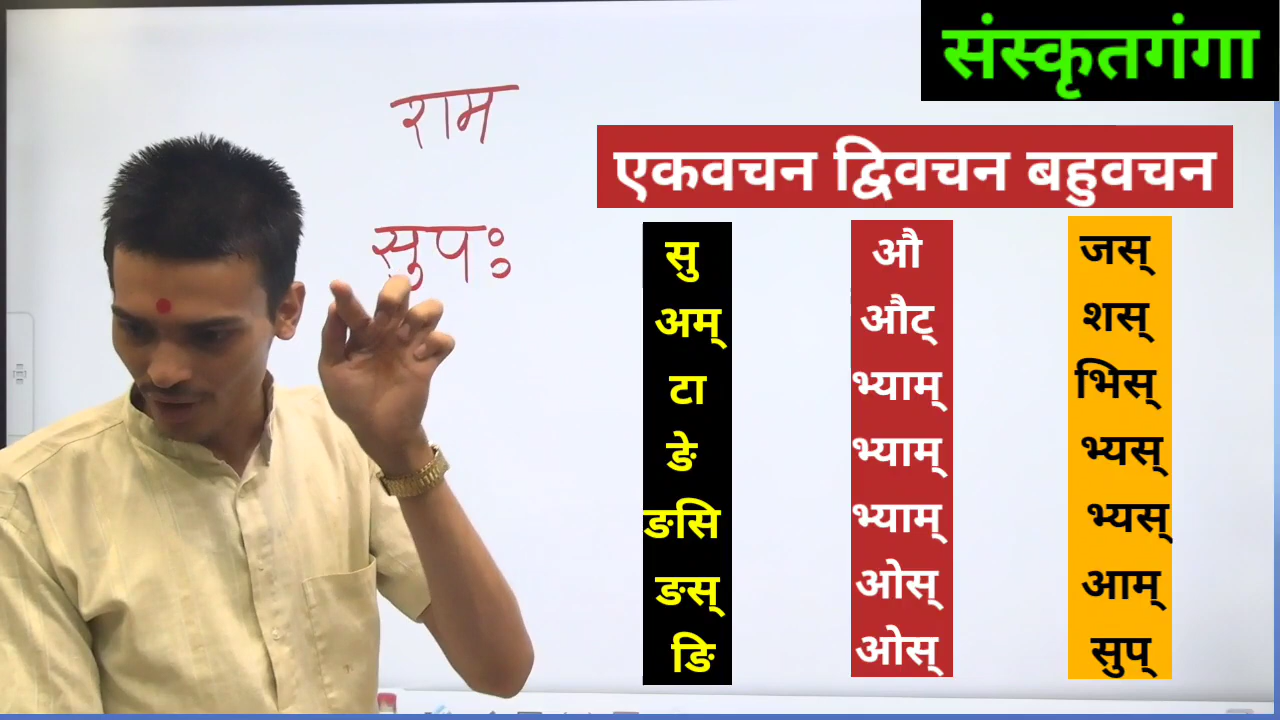 संस्कृतगंगा
राम
सुपः
एकवचन द्विवचन बहुवचन
सु औ जस्
अम् औट् शस्
टा भ्याम् भिस्
ङे भ्याम् भ्यस्
ङसि भ्याम् भ्यस्
ङस् ओस् आम्
ङि ओस् सुप्